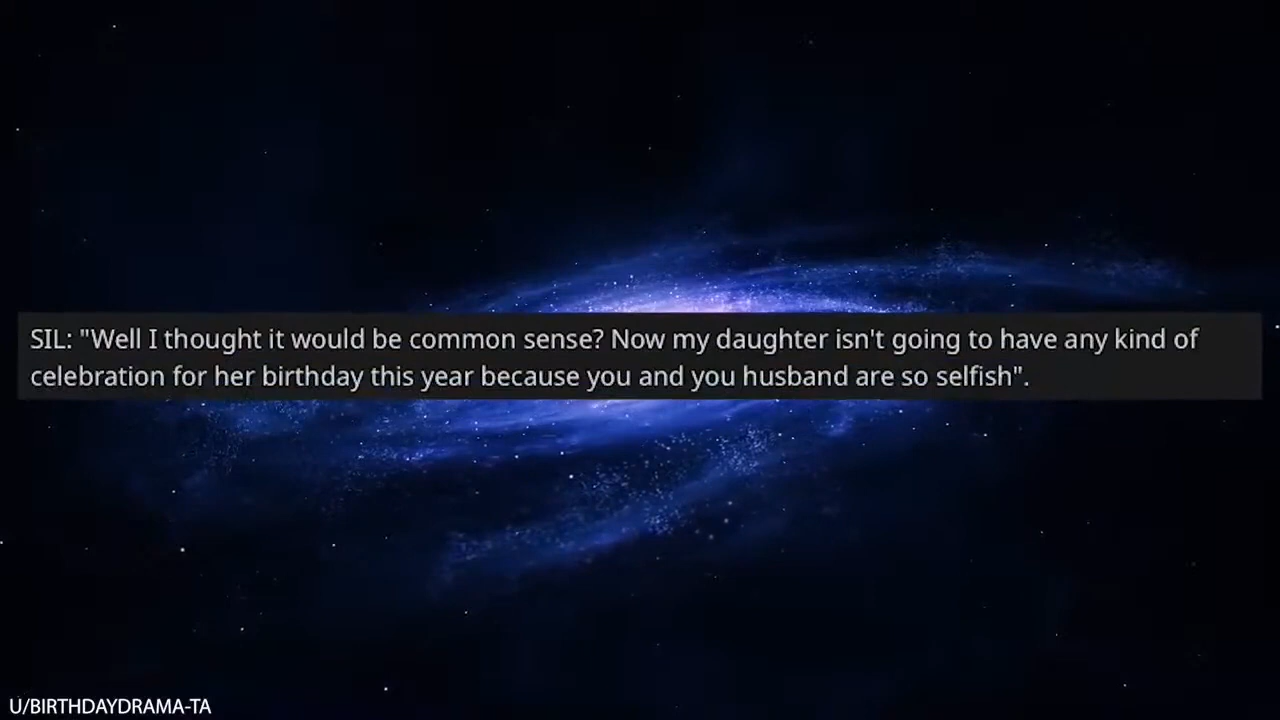 SIL: "Well I thought it would be common sense? Now my daughter isn't going to have any kind of
celebration for her birthday this year because you and you husband are so selfish".
U/BIRTHDAYDRAMA-TA